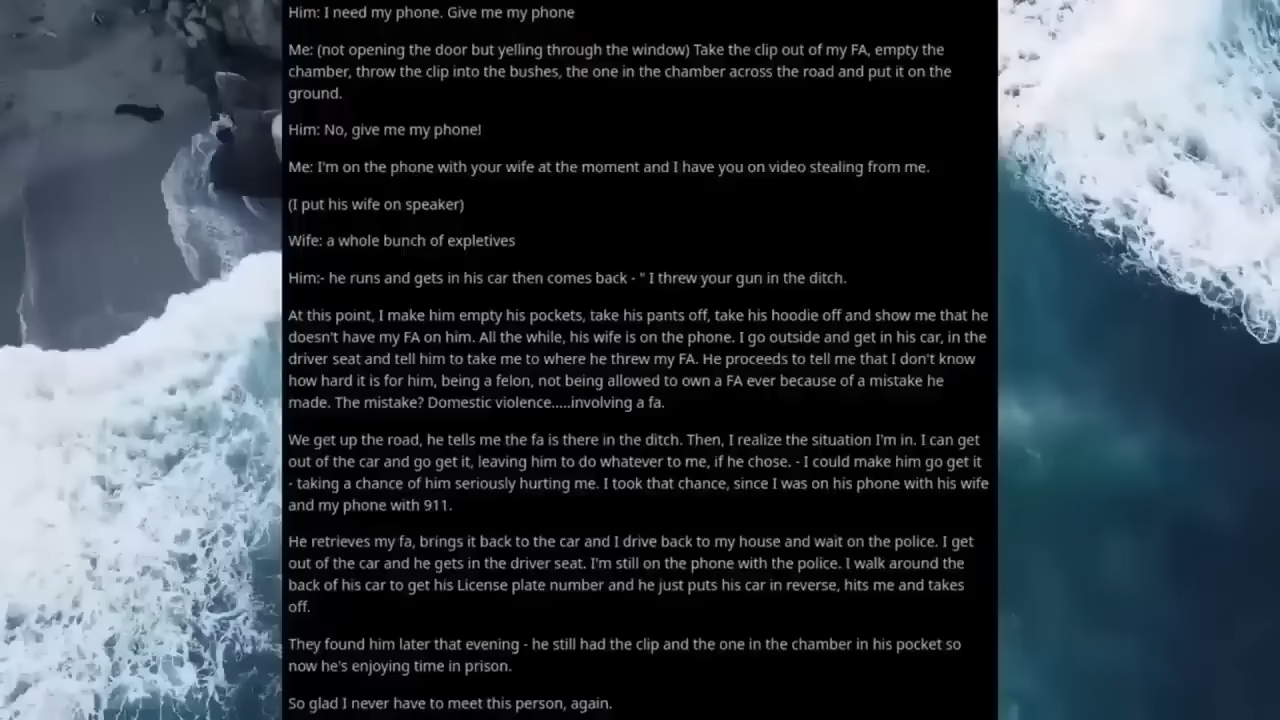 Him: I need my phone. Give me my phone
Me: (not opening the door but yelling through the window) Take the clip out of my FA, empty the
chamber, throw the clip into the bushes, the one in the chamber across the road and put it on the
ground.
Him: No, give me my phone!
Me: I'm on the phone with your wife at the moment and I have you on video stealing from me.
(I put his wife on speaker)
Wife: a whole bunch of expletives
Him:- he runs and gets in his car then comes back - " I threw your gun in the ditch.
At this point, I make him empty his pockets, take his pants off, take his hoodie off and show me that he
doesn't have my FA on him. All the while, his wife is on the phone. I go outside and get in his car, in the
driver seat and tell him to take me to where he threw my FA. He proceeds to tell me that I don't know
how hard it is for him, being a felon, not being allowed to own a FA ever because of a mistake he
made. The mistake? Domestic violence.....involving a fa.
We get up the road, he tells me the fa is there in the ditch. Then, I realize the situation I'm in. I can get
out of the car and go get it, leaving him to do whatever to me, if he chose. - I could make him go get it
- taking a chance of him seriously hurting me. I took that chance, since I was on his phone with his wife
and my phone with 911.
He retrieves my fa, brings it back to the car and I drive back to my house and wait on the police. I get
out of the car and he gets in the driver seat. I'm still on the phone with the police. I walk around the
back of his car to get his License plate number and he just puts his car in reverse, hits me and takes
off.
They found him later that evening - he still had the clip and the one in the chamber in his pocket so
now he's enjoying time in prison.
So glad I never have to meet this person, again.